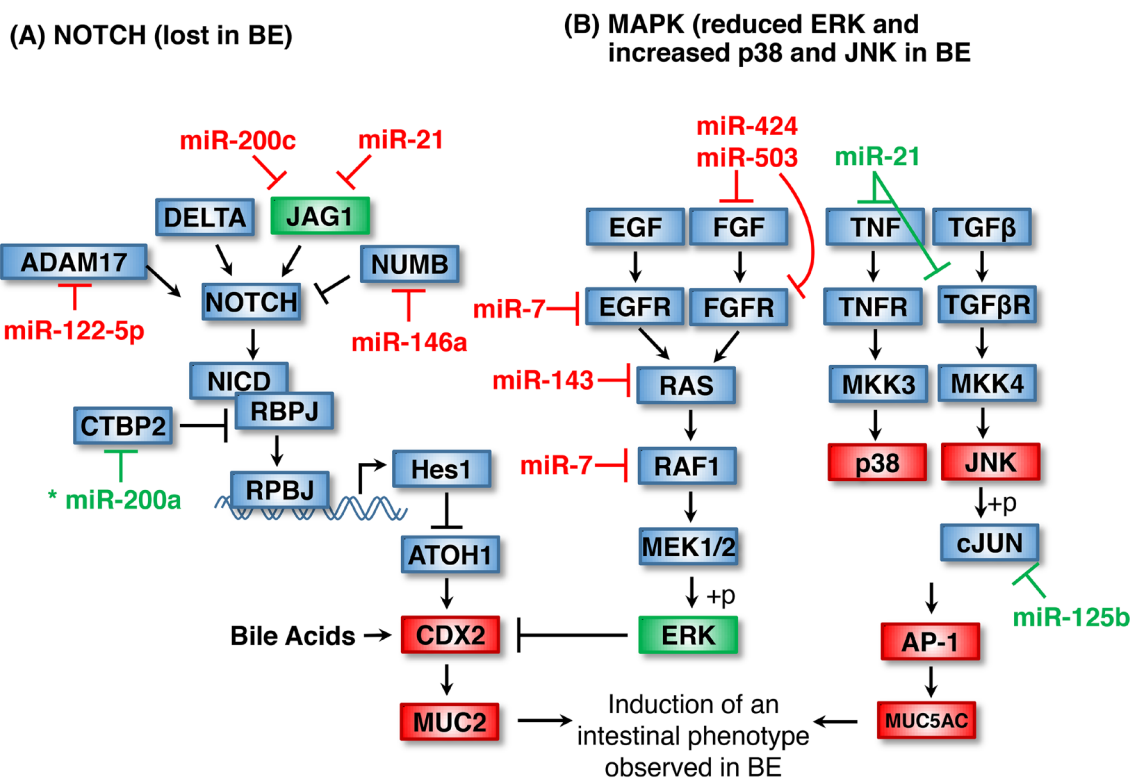 (A) NOTCH (lost in BE)
(B) MAPK (reduced ERK and
increased p38 and JNK in BE
miR-200c
miR-21
DELTA
JAG1
ADAM17
NUMB
NOTCH
miR-122-5p
miR-146a
NICD
RBPJ
CTBP2
* miR-200a
RPBJ
Hes1
ATOH1
Bile Acids
CDX2
MUC2
miR-424
miR-503
miR-21
EGF
FGF
TNF
TGFβ
miR-7
EGFR
FGFR
TNFR
TGFβR
miR-143
RAS
MKK3
MKK4
miR-7
RAF1
p38
JNK
+p
MEK1/2
cJUN
+p
miR-125b
ERK
AP-1
MUC5AC
Induction of an
intestinal phenotype
observed in BE